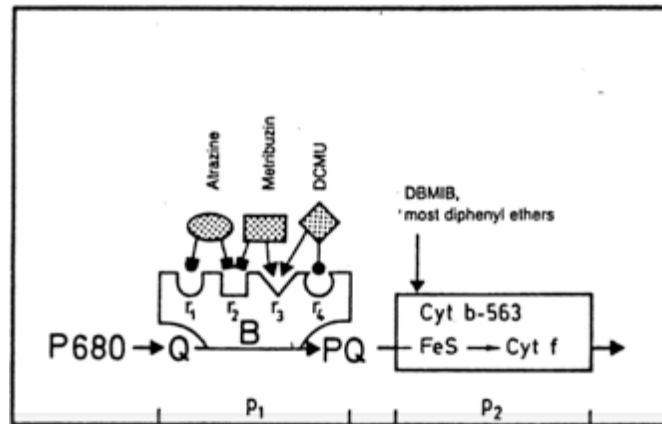 Atrazine
Metribuzin
DCMU
DBMIB,
most diphenyl ethers
r1 r2 r3 r4
B
Cyt b-563
P680 Q PQ FeS Cyt f
p1 p2